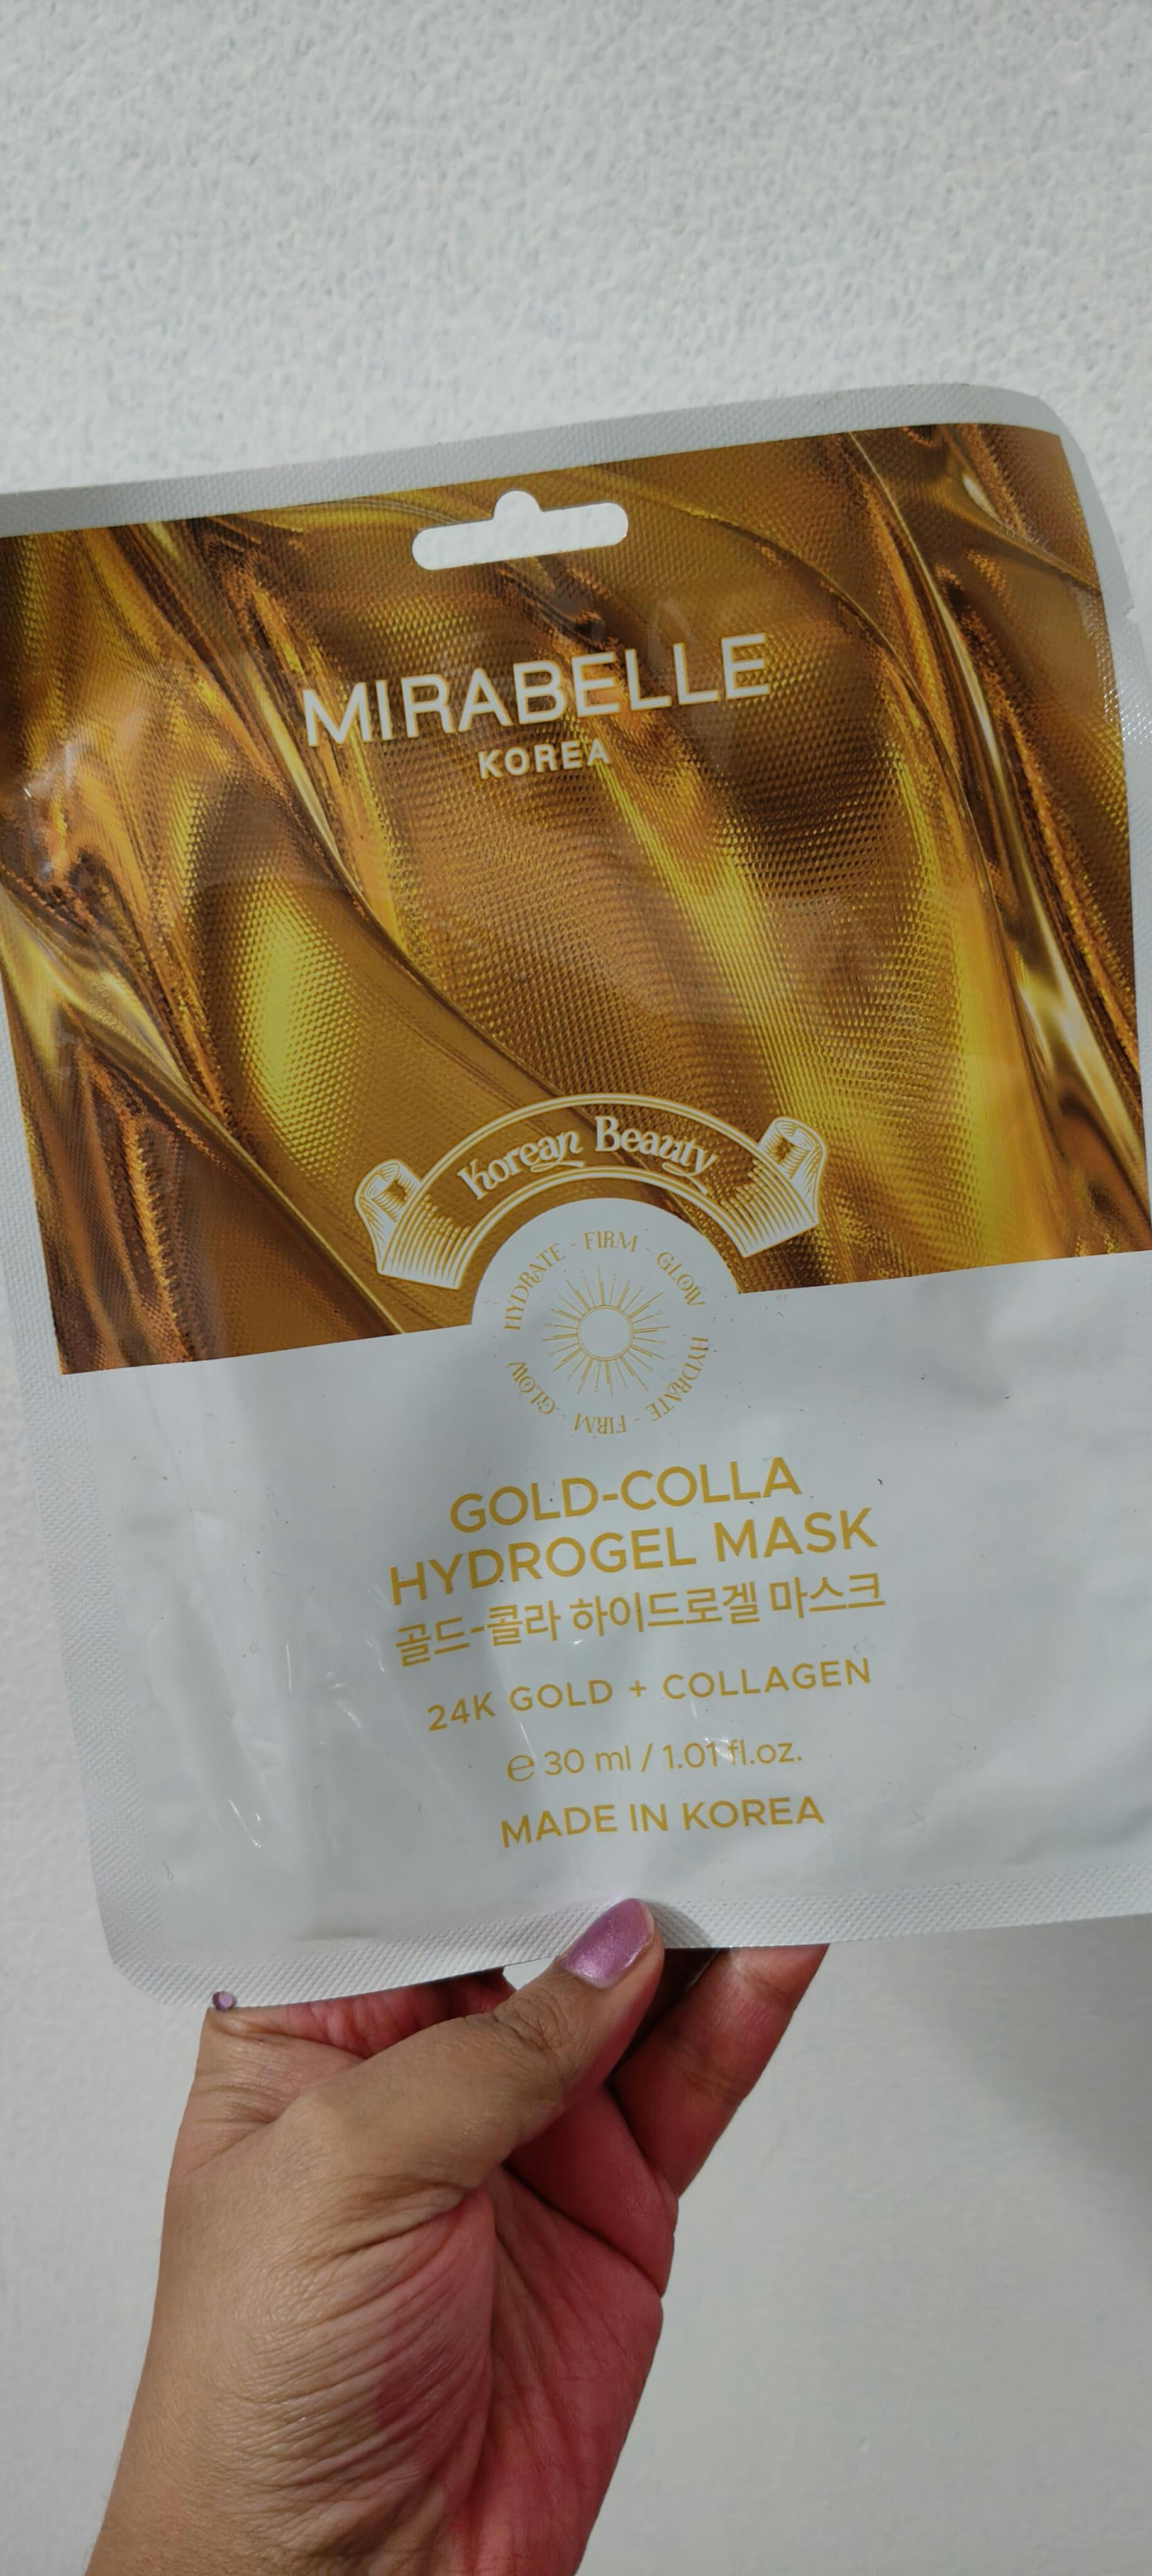 MIRABELLE
KOREA
Korean Beauty
HYDRATE - FIRM - GLOW
HYDRATE - FIRM - GLOW
GOLD-COLLA
HYDROGEL MASK
골드-콜라 하이드로겔 마스크
24K GOLD + COLLAGEN
℮ 30 ml / 1.01 fl.oz.
MADE IN KOREA